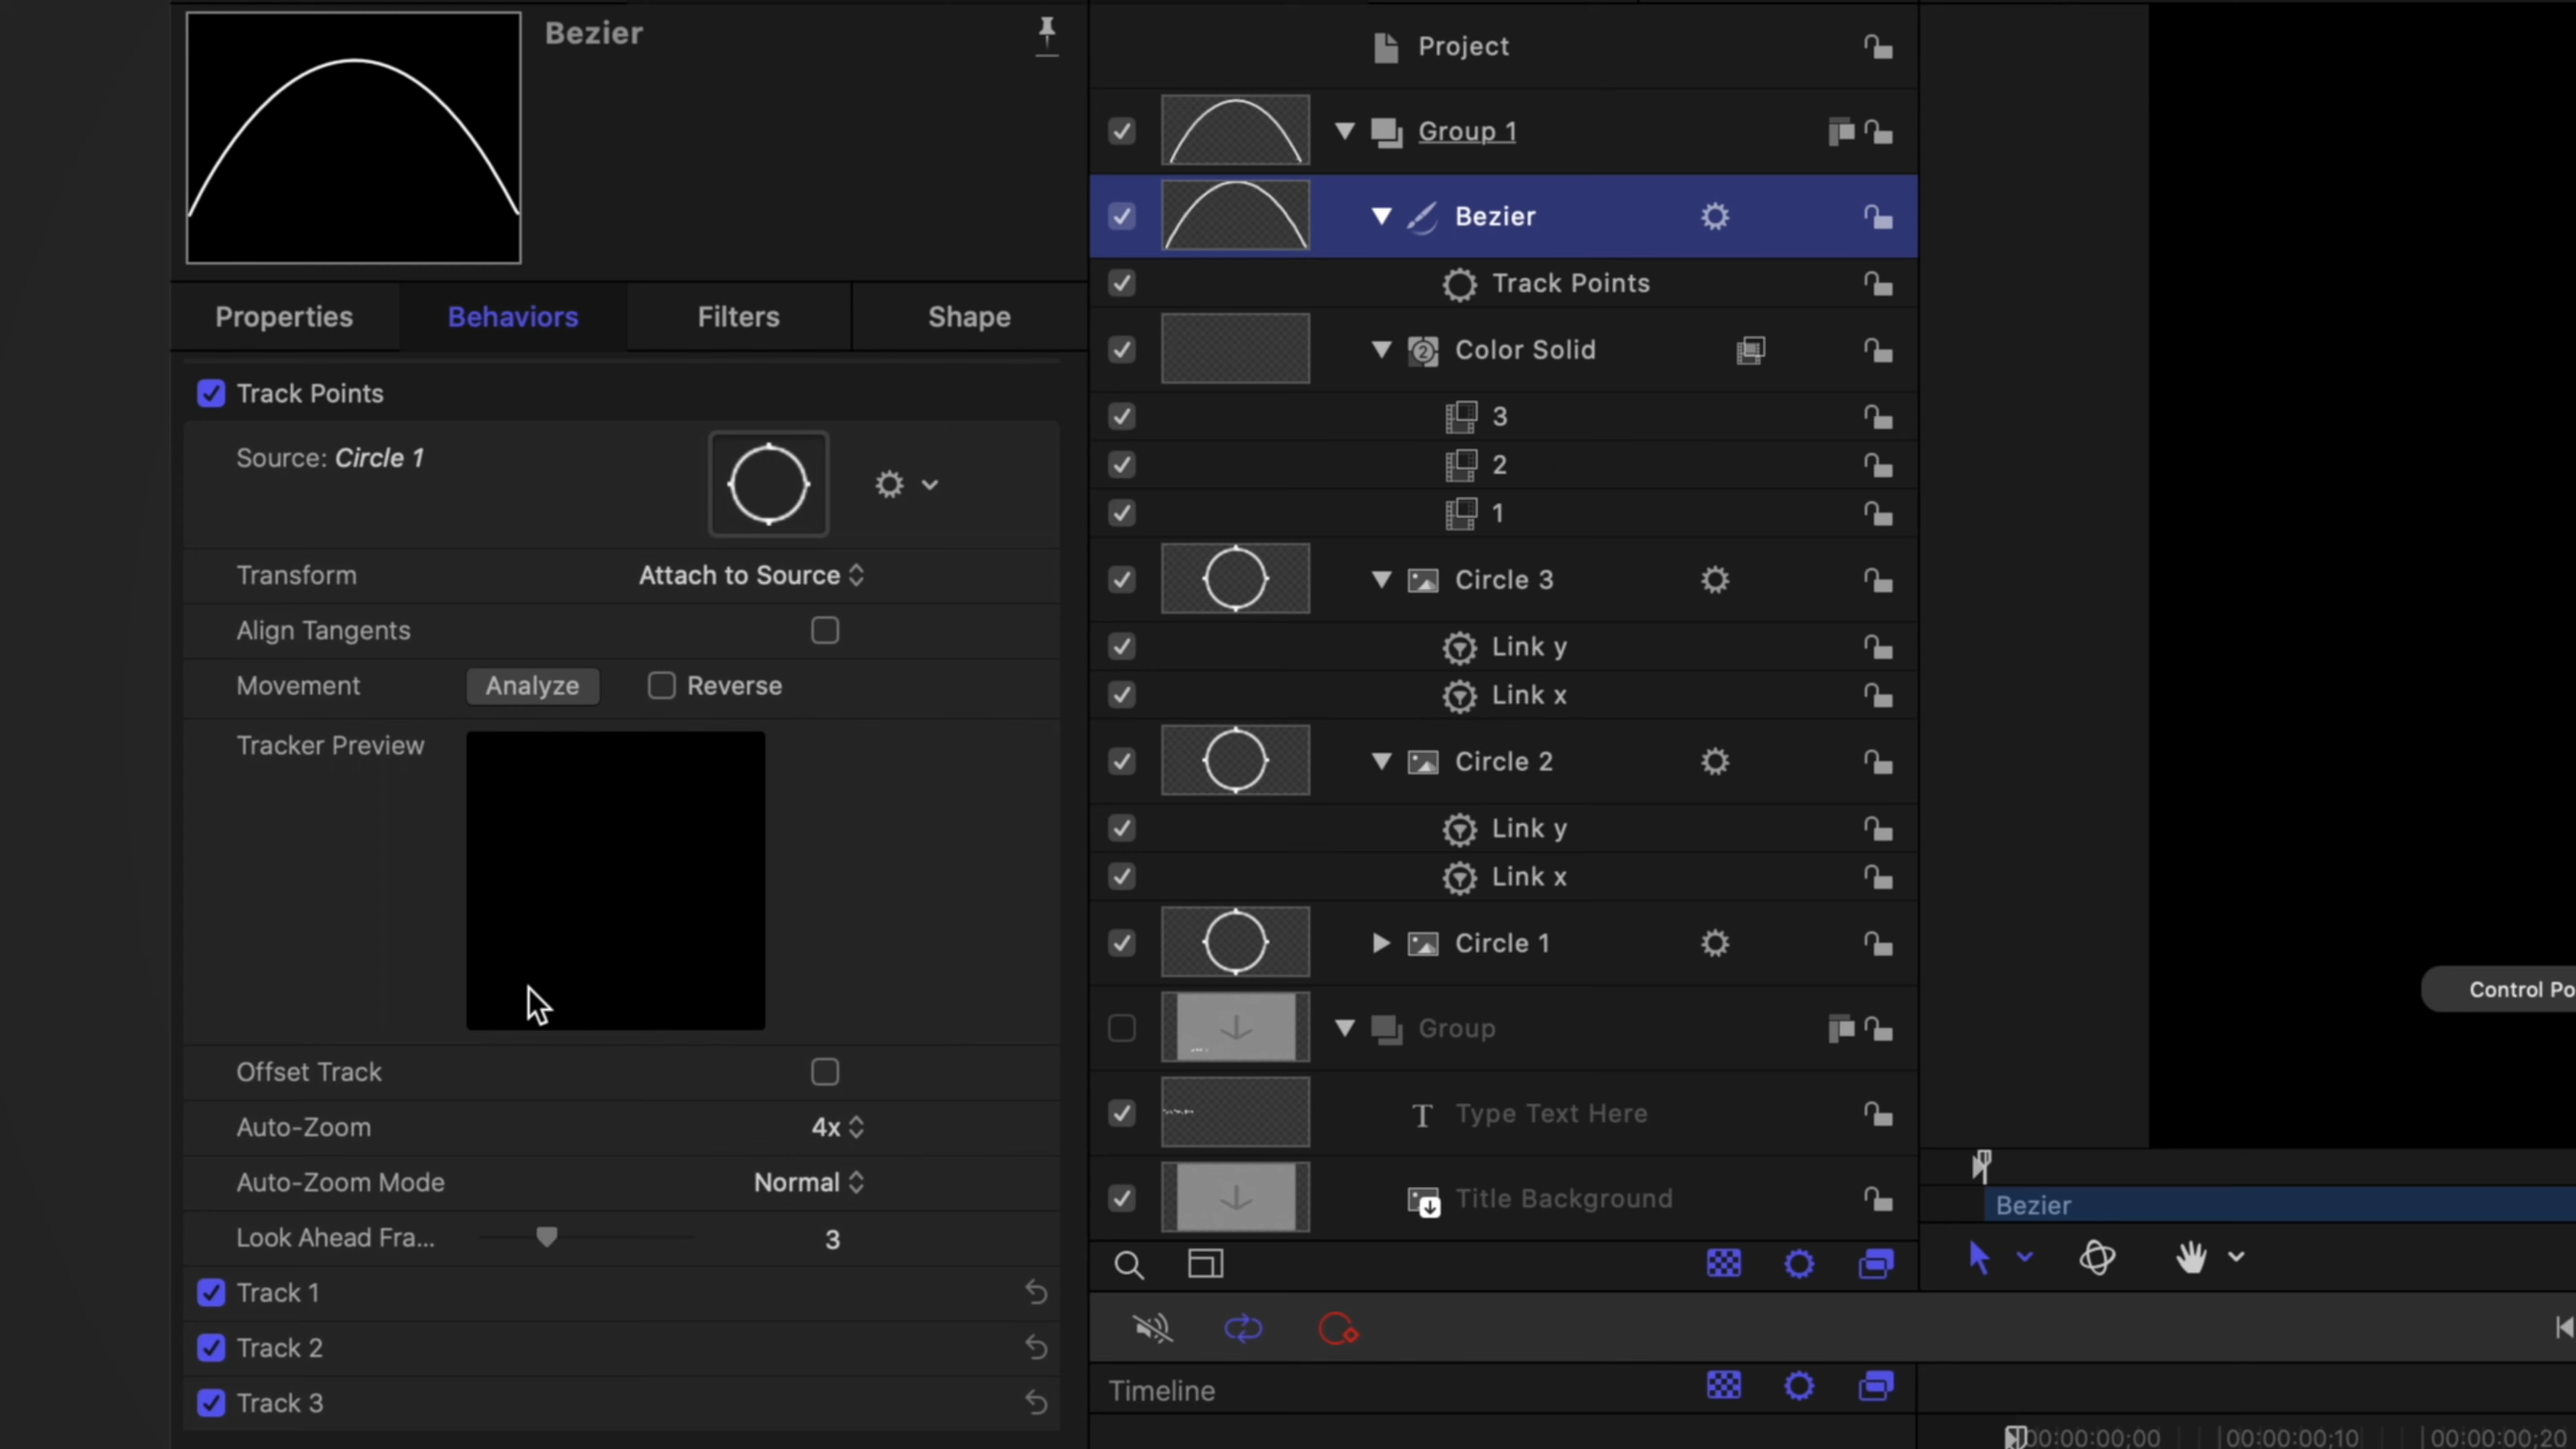 Bezier
Properties
Behaviors
Filters
Shape
Track Points
Source: Circle 1
Transform
Attach to Source
Align Tangents
Movement
Analyze
Reverse
Tracker Preview
Offset Track
Auto-Zoom
4x
Auto-Zoom Mode
Normal
Look Ahead Fra...
3
Track 1
Track 2
Track 3
Project
Group 1
Bezier
Track Points
2
Color Solid
3
2
1
Circle 3
Link y
Link x
Circle 2
Link y
Link x
Circle 1
Group
T
Type Text Here
Title Background
Timeline
Control Po
Bezier
00:00:00;00
00:00:00;10
00:00:00;20